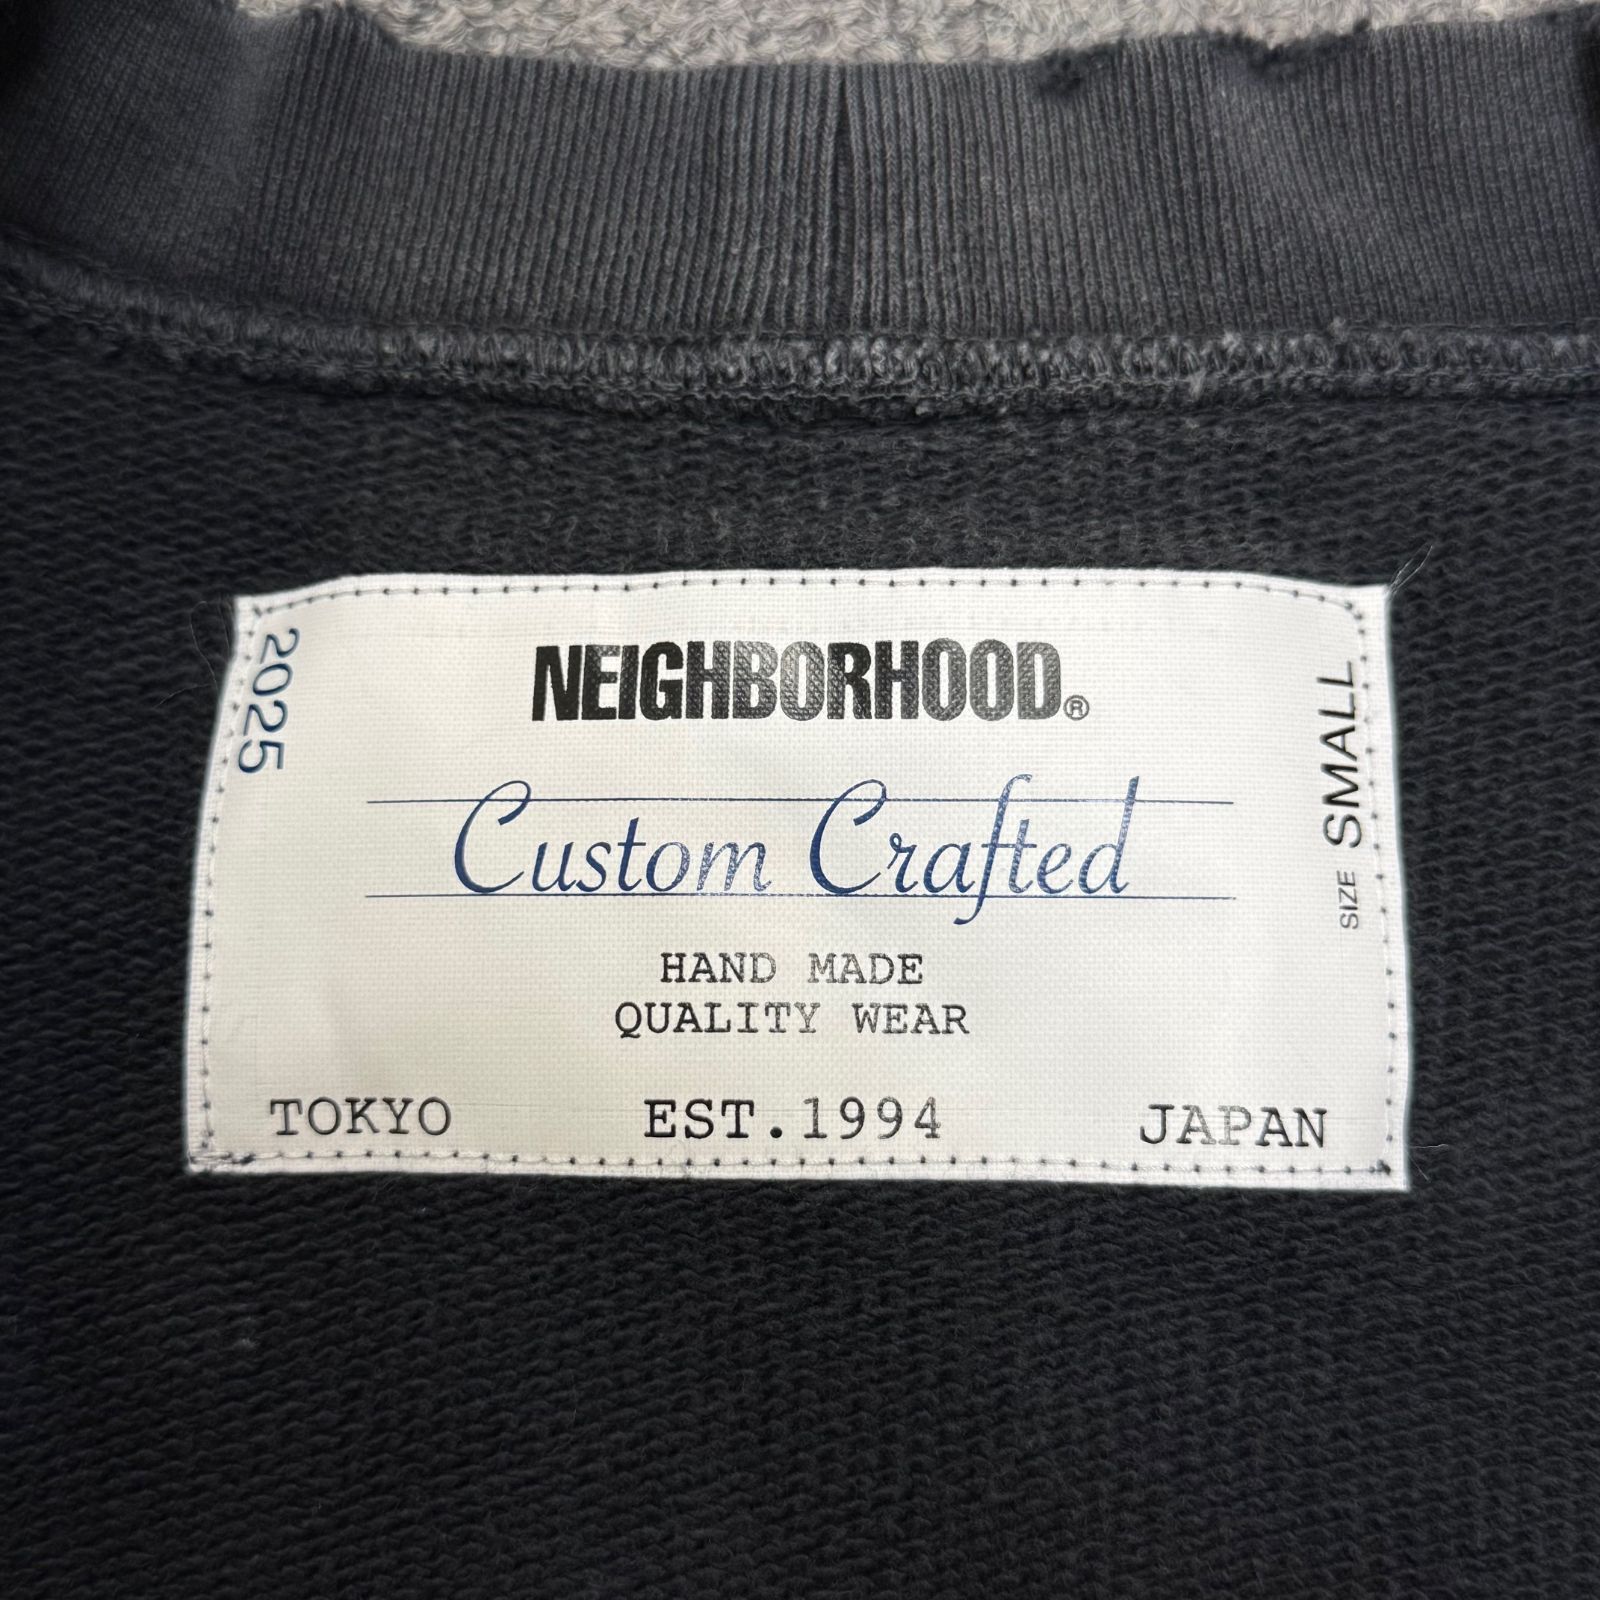 NEIGHBORHOOD®
2025
SIZE SMALL
Custom Crafted
HAND MADE
QUALITY WEAR
TOKYO EST.1994 JAPAN